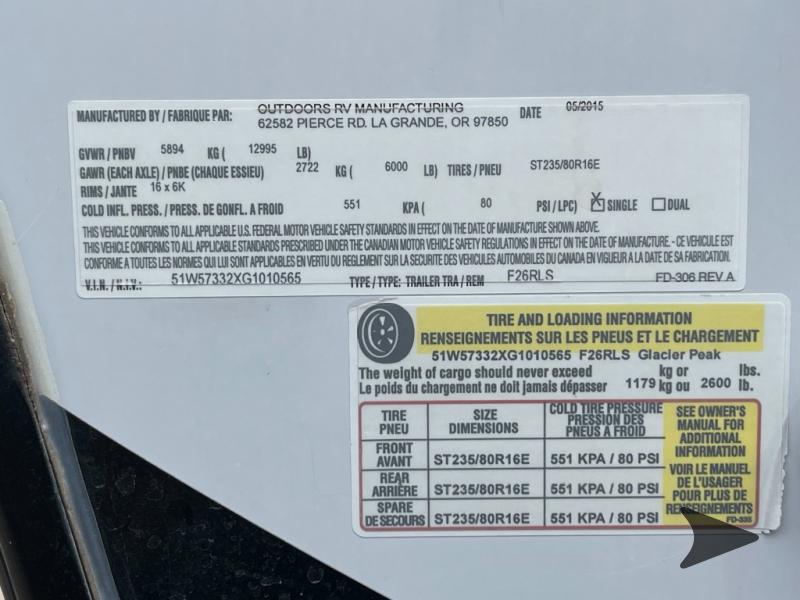 MANUFACTURED BY / FABRIQUE PAR: OUTDOORS RV MANUFACTURING DATE 05/2015
62582 PIERCE RD. LA GRANDE, OR 97850
GVWR / PNBV 5894 KG ( 12995 LB)
GAWR (EACH AXLE) / PNBE (CHAQUE ESSIEU) 2722 KG ( 6000 LB) TIRES / PNEU ST235/80R16E
RIMS / JANTE 16 x 6K
COLD INFL. PRESS. / PRESS. DE GONFL. A FROID 551 KPA ( 80 PSI / LPC) X SINGLE DUAL
THIS VEHICLE CONFORMS TO ALL APPLICABLE U.S. FEDERAL MOTOR VEHICLE SAFETY STANDARDS IN EFFECT ON THE DATE OF MANUFACTURE SHOWN ABOVE.
THIS VEHICLE CONFORMS TO ALL APPLICABLE STANDARDS PRESCRIBED UNDER THE CANADIAN MOTOR VEHICLE SAFETY REGULATIONS IN EFFECT ON THE DATE OF MANUFACTURE. - CE VEHICULE EST
CONFORME A TOUTES LES NORMES QUI LUI SONT APPLICABLES EN VERTU DU REGLEMENT SUR LA SECURITE DES VEHICULES AUTOMOBILES DU CANADA EN VIGUEUR A LA DATE DE SA FABRICATION.
V.I.N. / N.I.V.: 51W57332XG1010565 TYPE / TYPE: TRAILER TRA / REM F26RLS FD-306 REV A
TIRE AND LOADING INFORMATION
RENSEIGNEMENTS SUR LES PNEUS ET LE CHARGEMENT
51W57332XG1010565 F26RLS Glacier Peak
The weight of cargo should never exceed kg or lbs.
Le poids du chargement ne doit jamais dépasser 1179 kg ou 2600 lb.
TIRE
PNEU
SIZE
DIMENSIONS
COLD TIRE PRESSURE
PRESSION DES
PNEUS A FROID
FRONT
AVANT
ST235/80R16E 551 KPA / 80 PSI
REAR
ARRIÈRE
ST235/80R16E 551 KPA / 80 PSI
SPARE
DE SECOURS
ST235/80R16E 551 KPA / 80 PSI
SEE OWNER'S
MANUAL FOR
ADDITIONAL
INFORMATION
VOIR LE MANUEL
DE L'USAGER
POUR PLUS DE
RENSEIGNEMENTS
FD-335